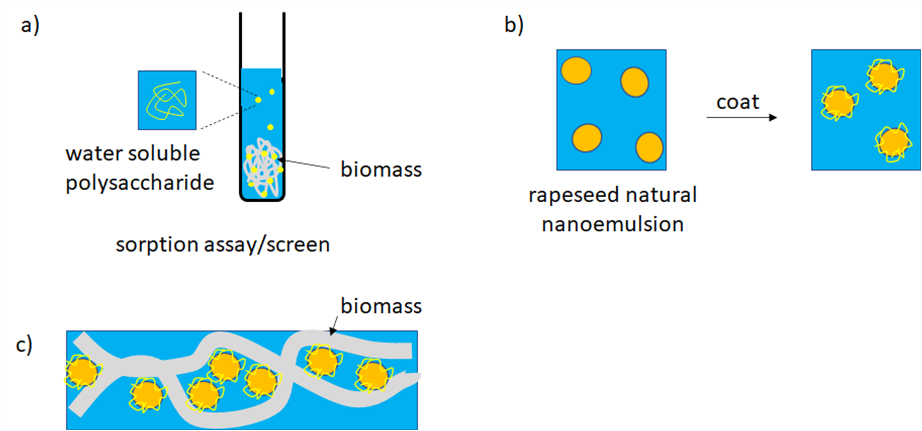 a)
water soluble
polysaccharide
biomass
sorption assay/screen
b)
coat
rapeseed natural
nanoemulsion
c)
biomass